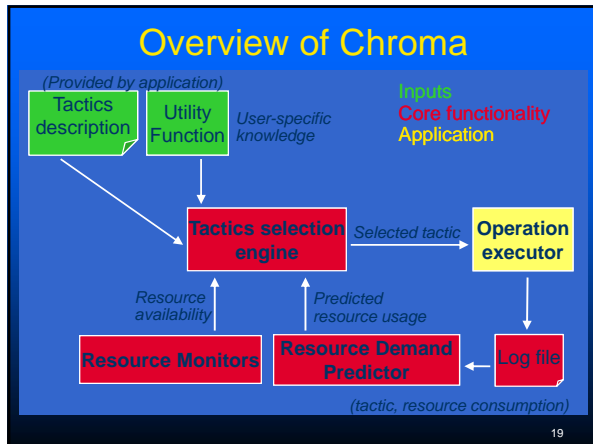 Overview of Chroma
(Provided by application)
Tactics
description
Utility
Function
User-specific
knowledge
Inputs
Core functionality
Application
Tactics selection
engine
Selected tactic
Operation
executor
Resource
availability
Predicted
resource usage
Resource Monitors
Resource Demand
Predictor
Log file
(tactic, resource consumption)
19